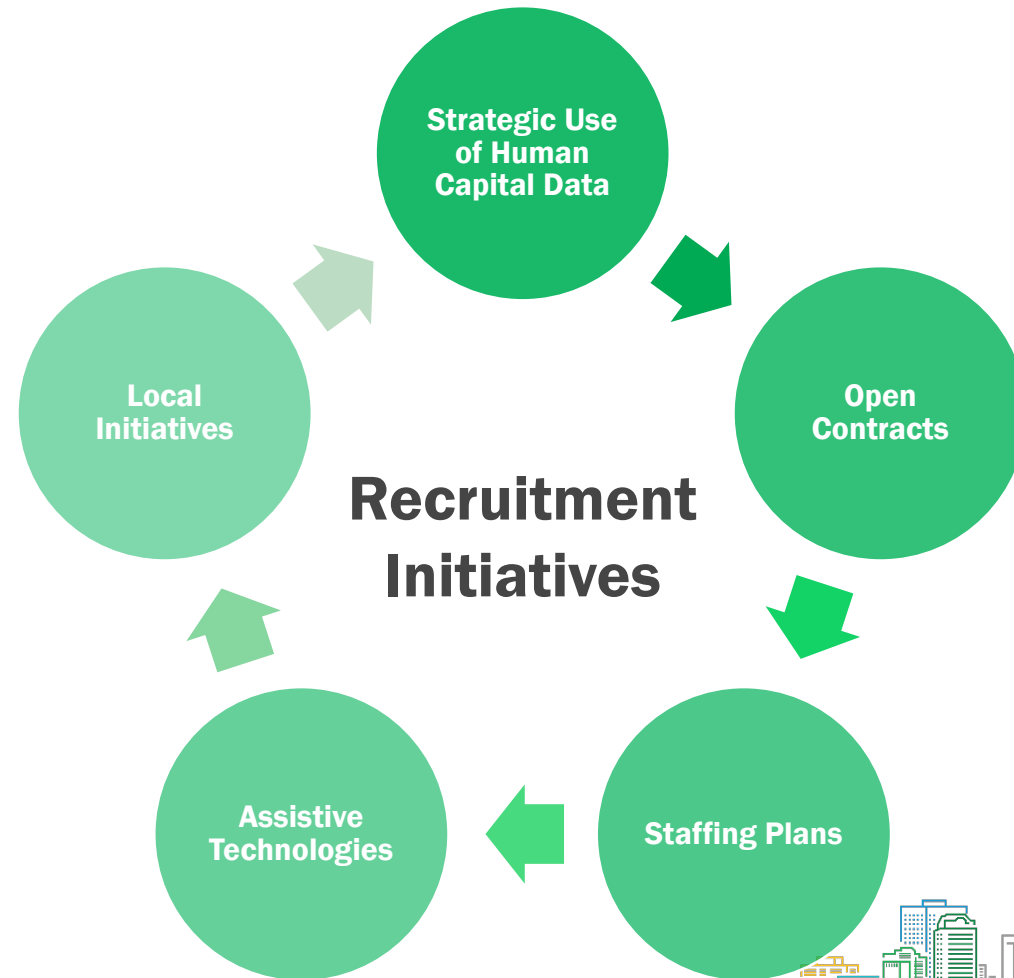 Strategic Use
of Human
Capital Data
Open
Contracts
Staffing Plans
Assistive
Technologies
Local
Initiatives
Recruitment
Initiatives